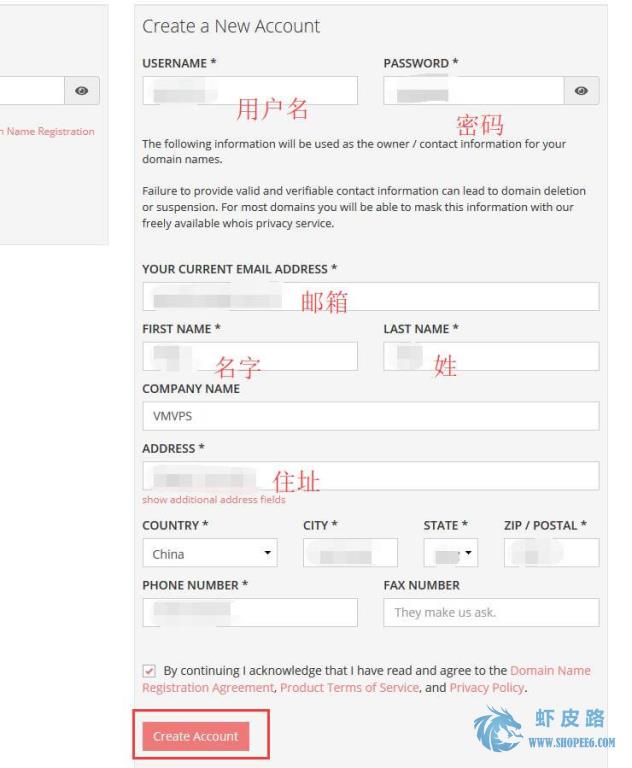 Create a New Account
USERNAME * PASSWORD *
用户名
密码
n Name Registration
The following information will be used as the owner / contact information for your
domain names.
Failure to provide valid and verifiable contact information can lead to domain deletion
or suspension. For most domains you will be able to mask this information with our
freely available whois privacy service.
YOUR CURRENT EMAIL ADDRESS *
邮箱
FIRST NAME * LAST NAME *
名字 姓
COMPANY NAME
VMVPS
ADDRESS *
住址
show additional address fields
COUNTRY * CITY * STATE * ZIP / POSTAL *
China
PHONE NUMBER * FAX NUMBER
They make us ask.
By continuing I acknowledge that I have read and agree to the Domain Name
Registration Agreement, Product Terms of Service, and Privacy Policy.
Create Account
虾皮路
WWW.SHOPEE6.COM